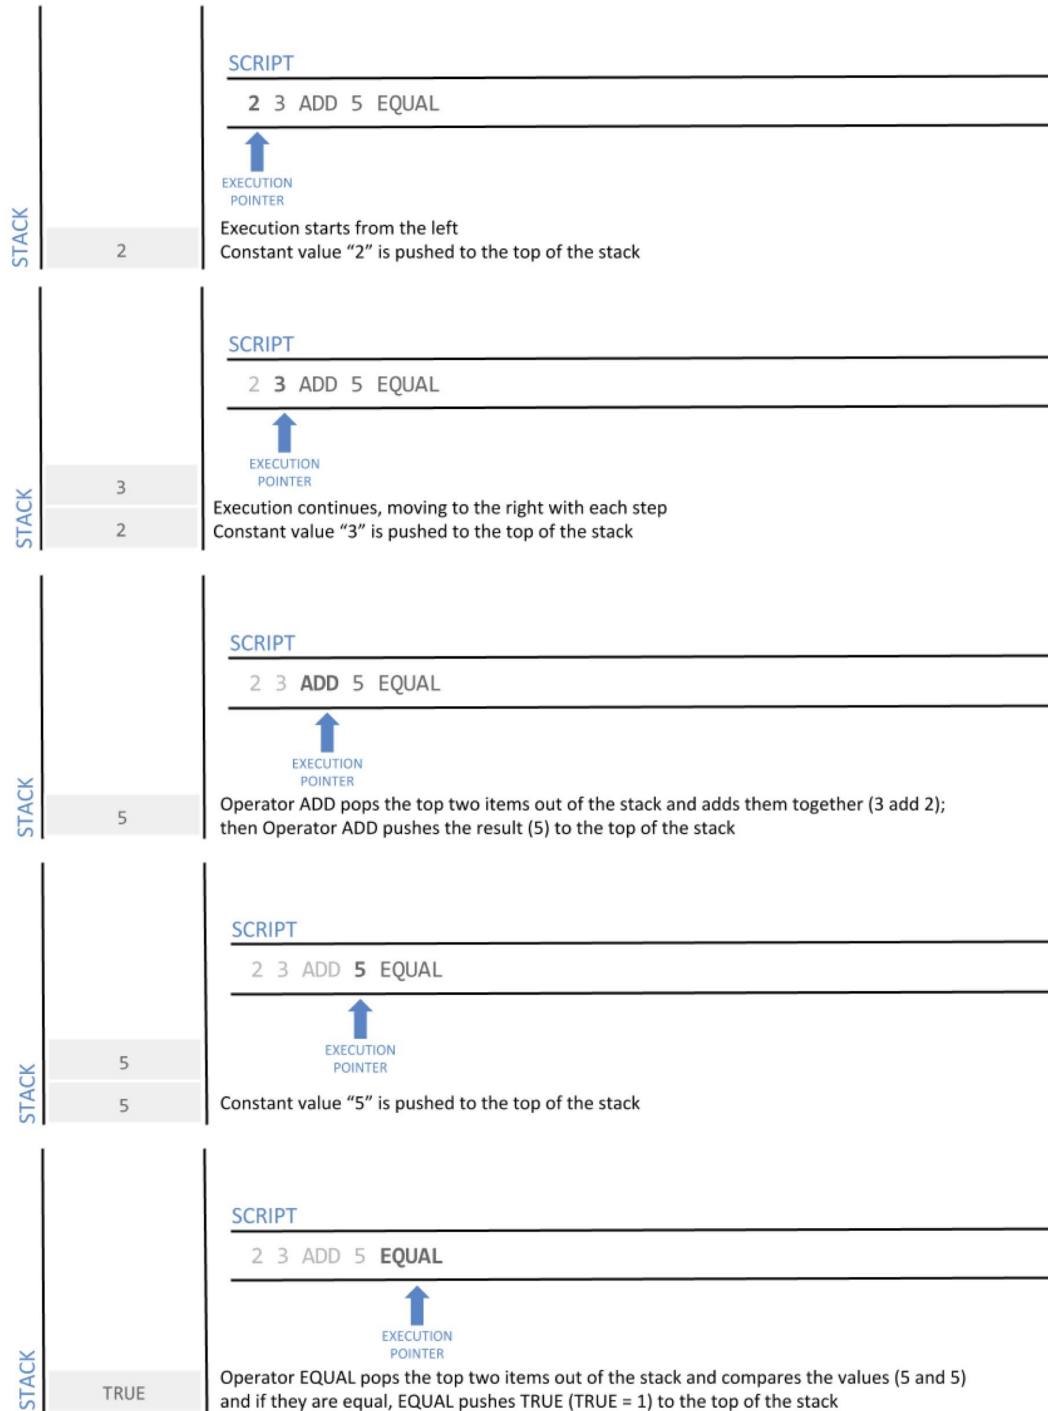 SCRIPT
2 3 ADD 5 EQUAL
EXECUTION
POINTER
STACK
2
Execution starts from the left
Constant value “2” is pushed to the top of the stack
SCRIPT
2 3 ADD 5 EQUAL
EXECUTION
POINTER
STACK
3
2
Execution continues, moving to the right with each step
Constant value “3” is pushed to the top of the stack
SCRIPT
2 3 ADD 5 EQUAL
EXECUTION
POINTER
STACK
5
Operator ADD pops the top two items out of the stack and adds them together (3 add 2);
then Operator ADD pushes the result (5) to the top of the stack
SCRIPT
2 3 ADD 5 EQUAL
EXECUTION
POINTER
STACK
5
5
Constant value “5” is pushed to the top of the stack
SCRIPT
2 3 ADD 5 EQUAL
EXECUTION
POINTER
STACK
TRUE
Operator EQUAL pops the top two items out of the stack and compares the values (5 and 5)
and if they are equal, EQUAL pushes TRUE (TRUE = 1) to the top of the stack